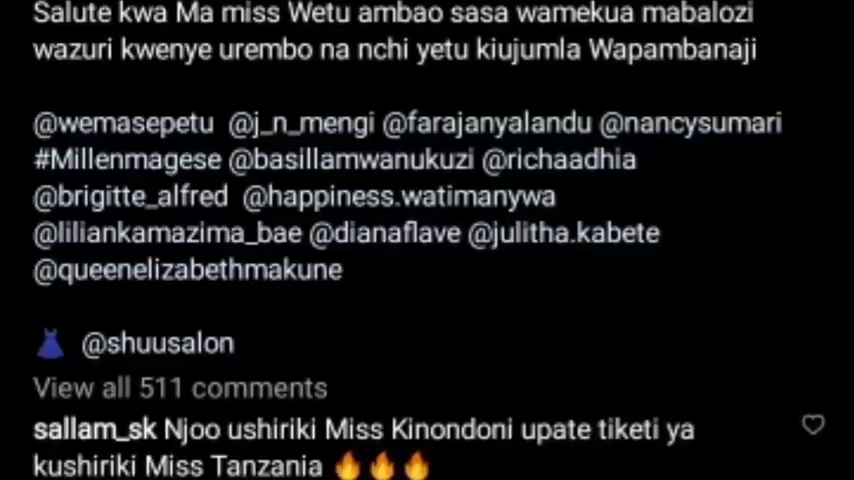 Salute kwa Ma miss Wetu ambao sasa wamekua mabalozi
wazuri kwenye urembo na nchi yetu kiujumla Wapambanaji
@wemasepetu @j_n_mengi @farajanyalandu @nancysumari
#Millenmagese @basillamwanukuzi @richaadhia
@brigitte_alfred @happiness.watimanywa
@liliankamazima_bae @dianaflave @julitha.kabete
@queenelizabethmakune
👗 @shuusalon
View all 511 comments
sallam_sk Njoo ushiriki Miss Kinondoni upate tiketi ya
kushiriki Miss Tanzania 🔥🔥🔥